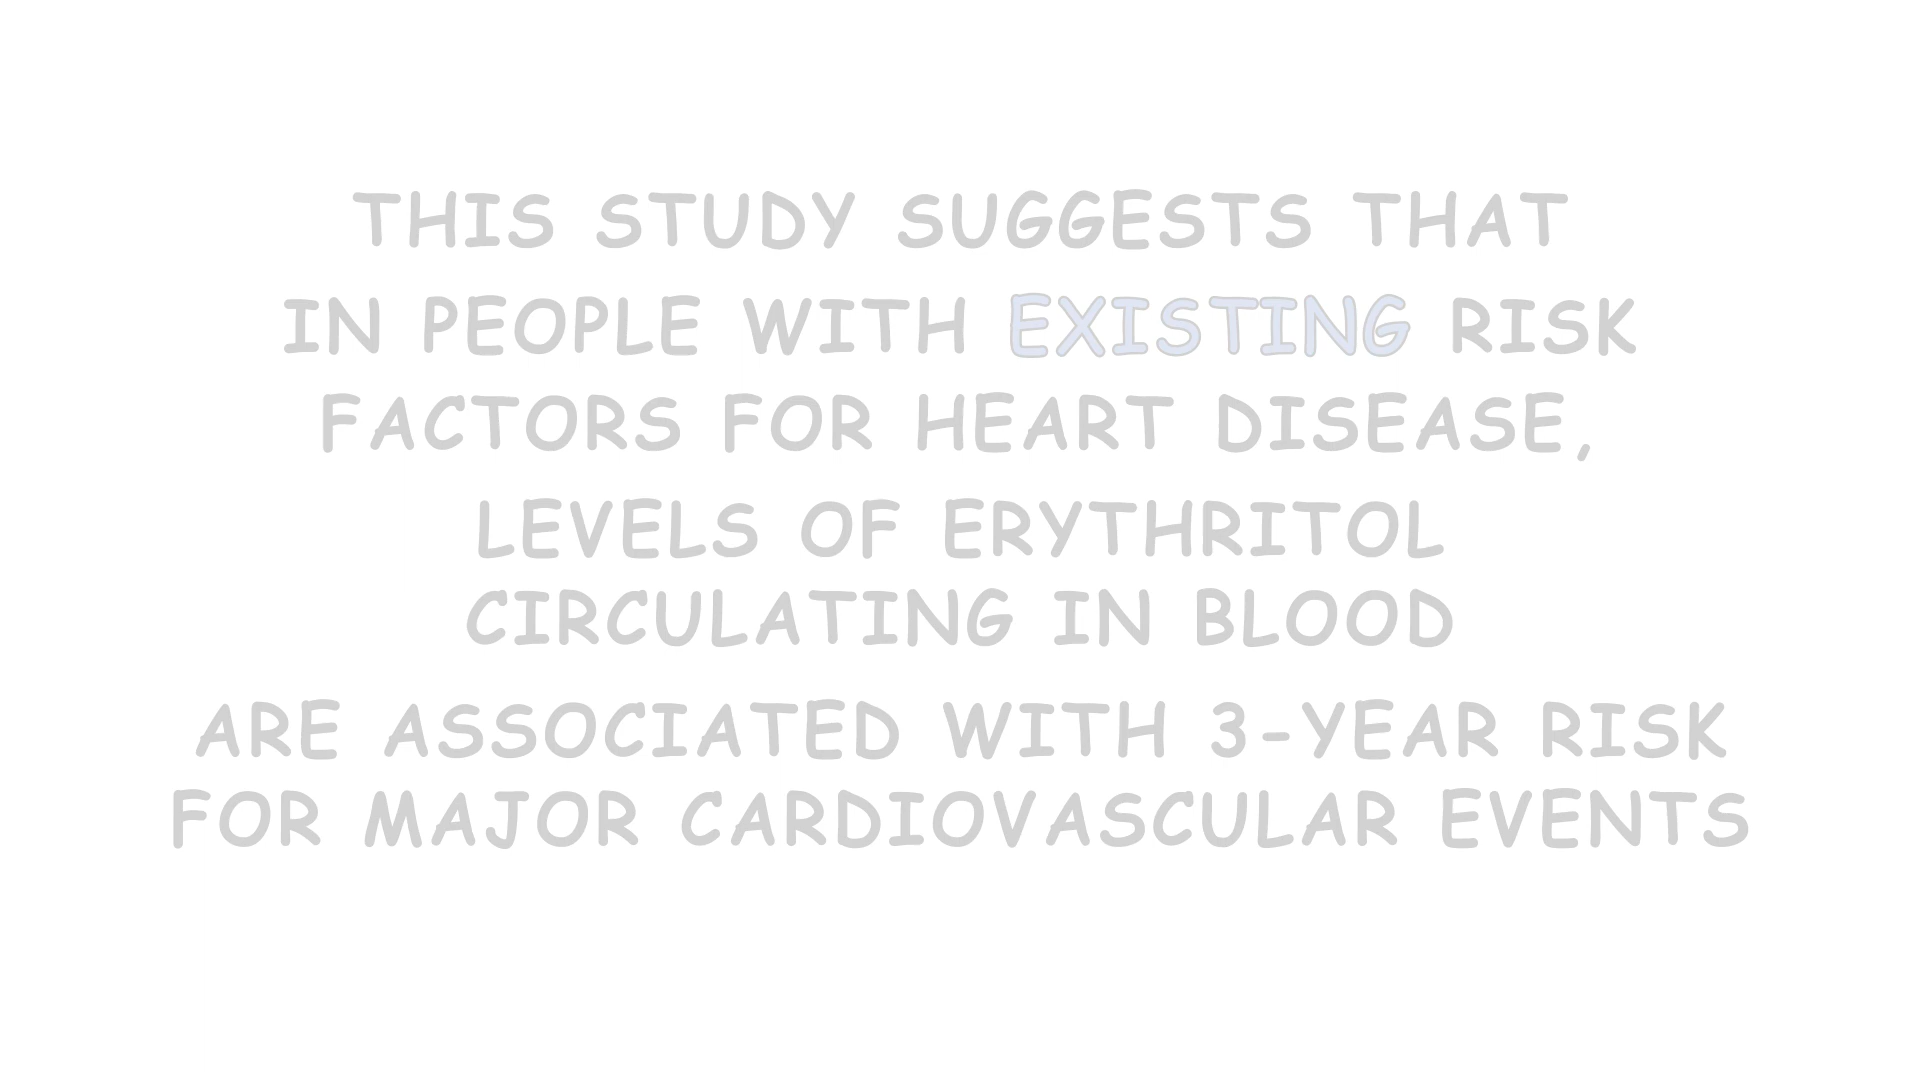 THIS STUDY SUGGESTS THAT
IN PEOPLE WITH EXISTING RISK
FACTORS FOR HEART DISEASE,
LEVELS OF ERYTHRITOL
CIRCULATING IN BLOOD
ARE ASSOCIATED WITH 3-YEAR RISK
FOR MAJOR CARDIOVASCULAR EVENTS